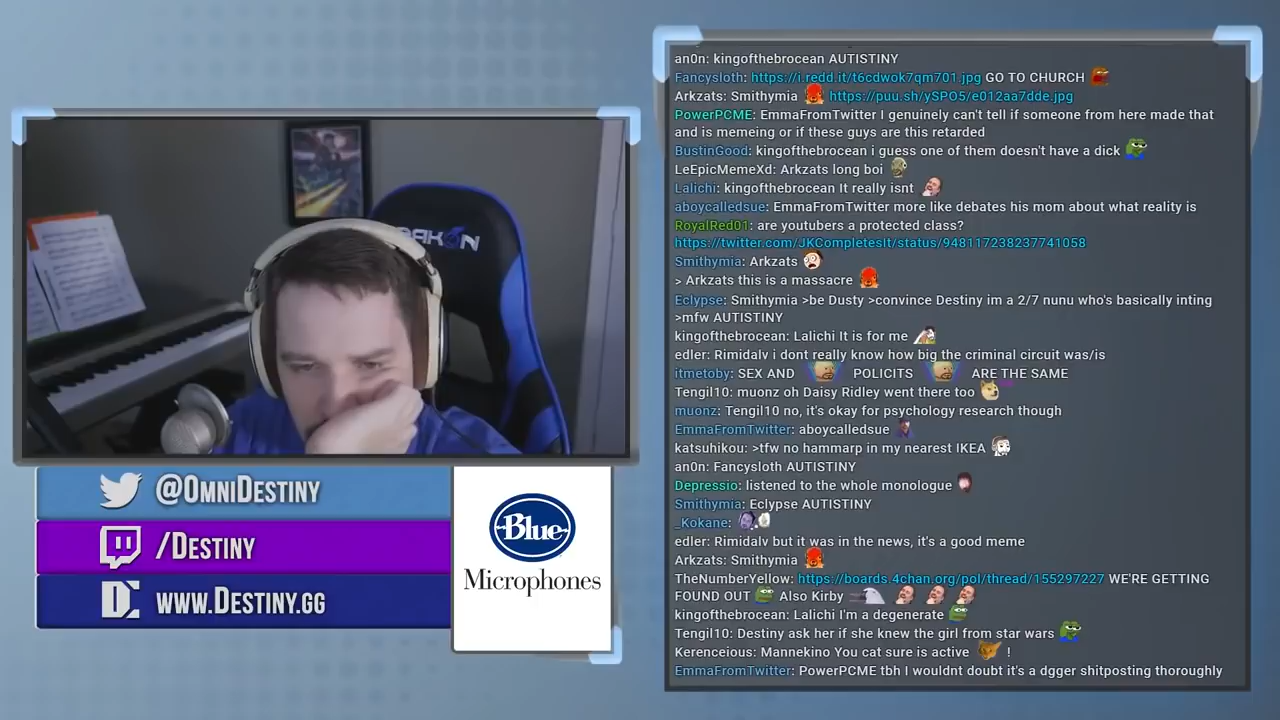 an0n: kingofthebrocean AUTISTINY
Fancysloth: https://i.redd.it/t6cdwok7qm701.jpg GO TO CHURCH
Arkzats: Smithymia https://puu.sh/ySPO5/e012aa7dde.jpg
PowerPCME: EmmaFromTwitter I genuinely can't tell if someone from here made that
and is memeing or if these guys are this retarded
BustinGood: kingofthebrocean i guess one of them doesn't have a dick
LeEpicMemeXd: Arkzats long boi
Lalichi: kingofthebrocean It really isnt
aboycalledsue: EmmaFromTwitter more like debates his mom about what reality is
RoyalRed01: are youtubers a protected class?
https://twitter.com/JKCompletesIt/status/948117238237741058
Smithymia: Arkzats
> Arkzats this is a massacre
Eclypse: Smithymia >be Dusty >convince Destiny im a 2/7 nunu who's basically inting
>mfw AUTISTINY
kingofthebrocean: Lalichi It is for me
edler: Rimidalv i dont really know how big the criminal circuit was/is
itmetoby: SEX AND POLICITS ARE THE SAME
Tengil10: muonz oh Daisy Ridley went there too
muonz: Tengil10 no, it's okay for psychology research though
EmmaFromTwitter: aboycalledsue
katsuhikou: >tfw no hammarp in my nearest IKEA
an0n: Fancysloth AUTISTINY
Depressio: listened to the whole monologue
Smithymia: Eclypse AUTISTINY
_Kokane:
edler: Rimidalv but it was in the news, it's a good meme
Arkzats: Smithymia
TheNumberYellow: https://boards.4chan.org/pol/thread/155297227 WE'RE GETTING
FOUND OUT Also Kirby
kingofthebrocean: Lalichi I'm a degenerate
Tengil10: Destiny ask her if she knew the girl from star wars
Kerenceious: Mannekino You cat sure is active !
EmmaFromTwitter: PowerPCME tbh I wouldnt doubt it's a dgger shitposting thoroughly
@OmniDestiny
/Destiny
www.Destiny.gg
Blue
Microphones